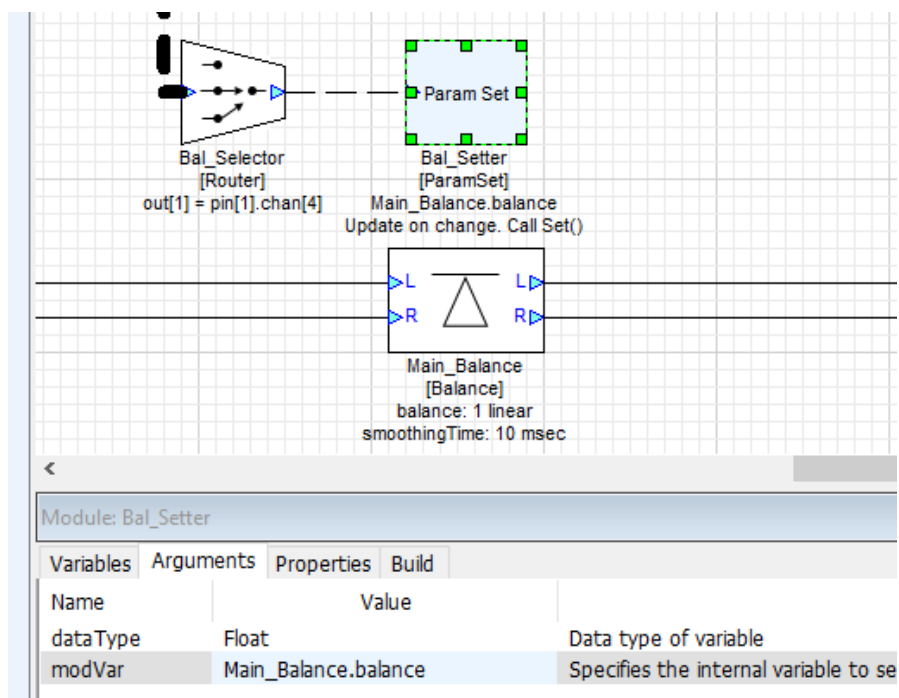 Param Set
Bal_Selector
[Router]
out[1] = pin[1].chan[4]
Bal_Setter
[ParamSet]
Main_Balance.balance
Update on change. Call Set()
L L
R R
Main_Balance
[Balance]
balance: 1 linear
smoothingTime: 10 msec
Module: Bal_Setter
Variables Arguments Properties Build
Name Value
dataType Float Data type of variable
modVar Main_Balance.balance Specifies the internal variable to se